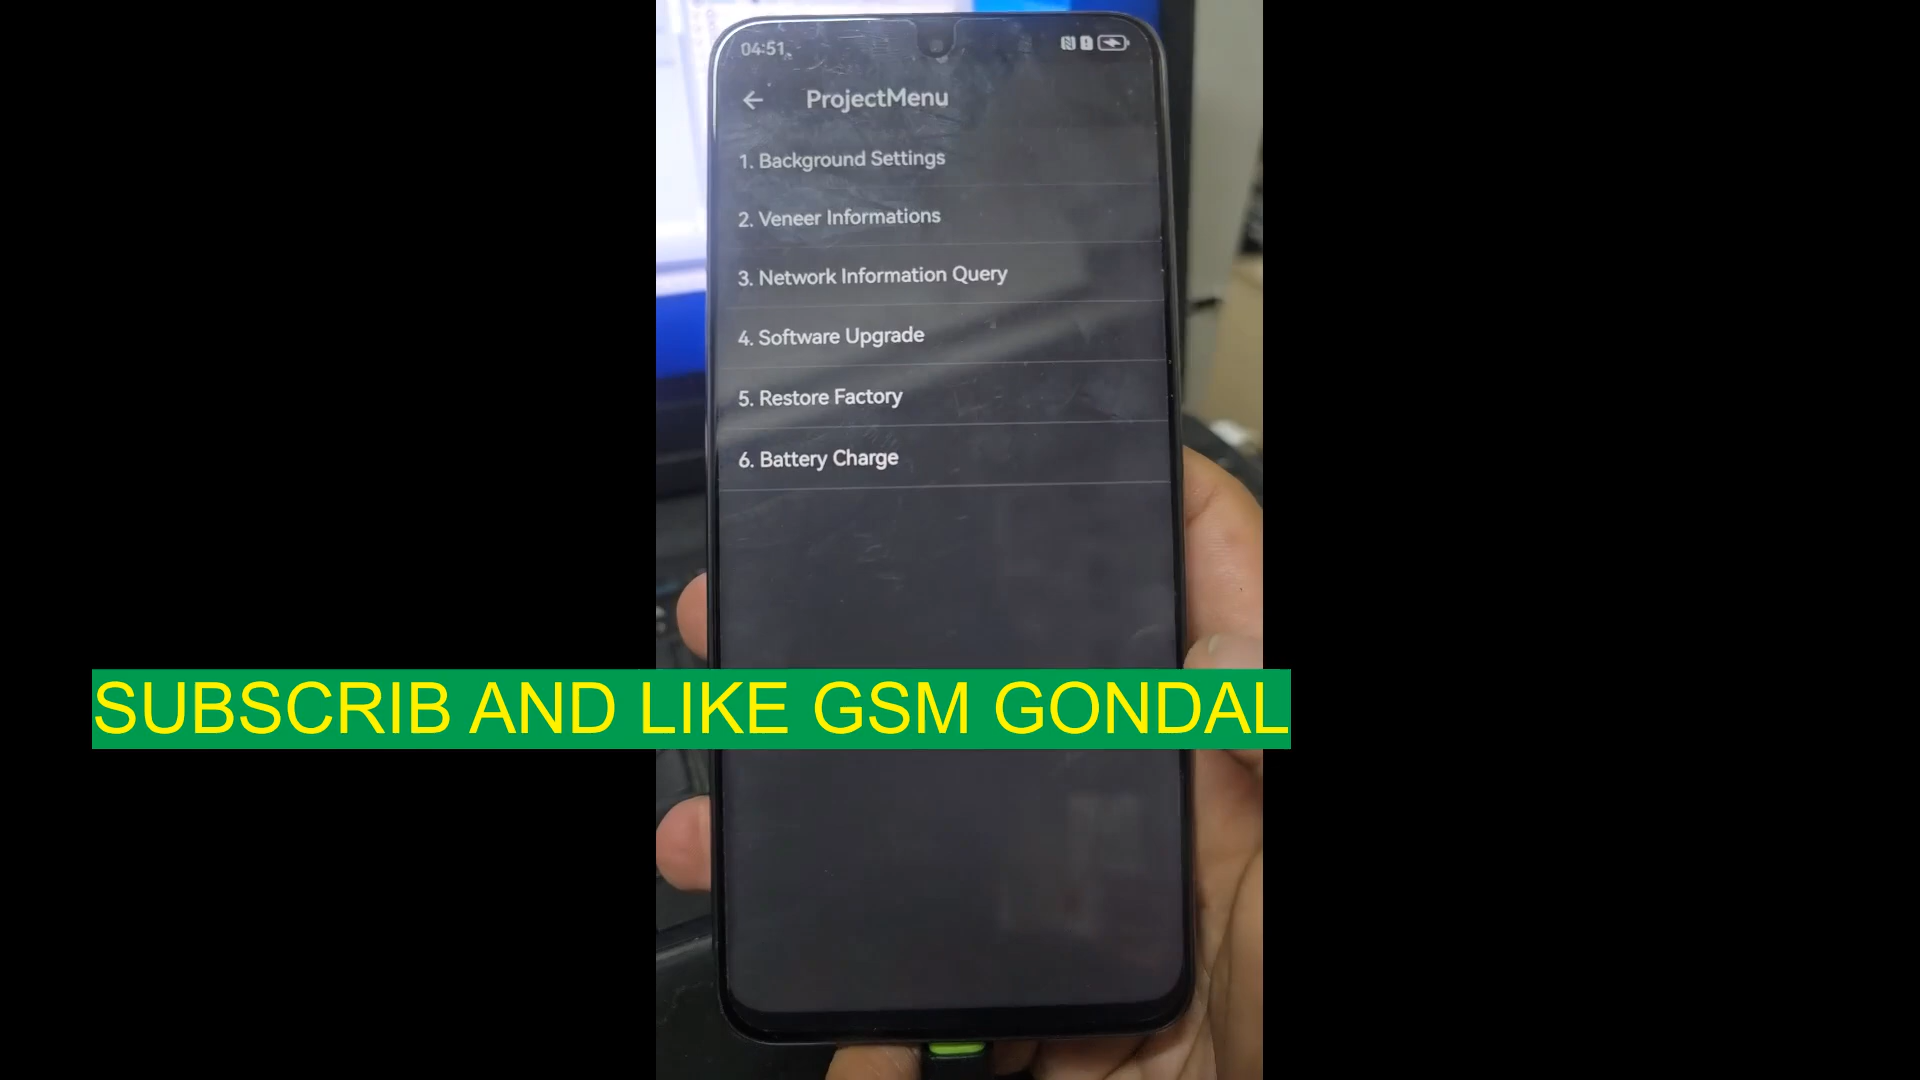 04:51
ProjectMenu
1. Background Settings
2. Veneer Informations
3. Network Information Query
4. Software Upgrade
5. Restore Factory
6. Battery Charge
SUBSCRIB AND LIKE GSM GONDAL